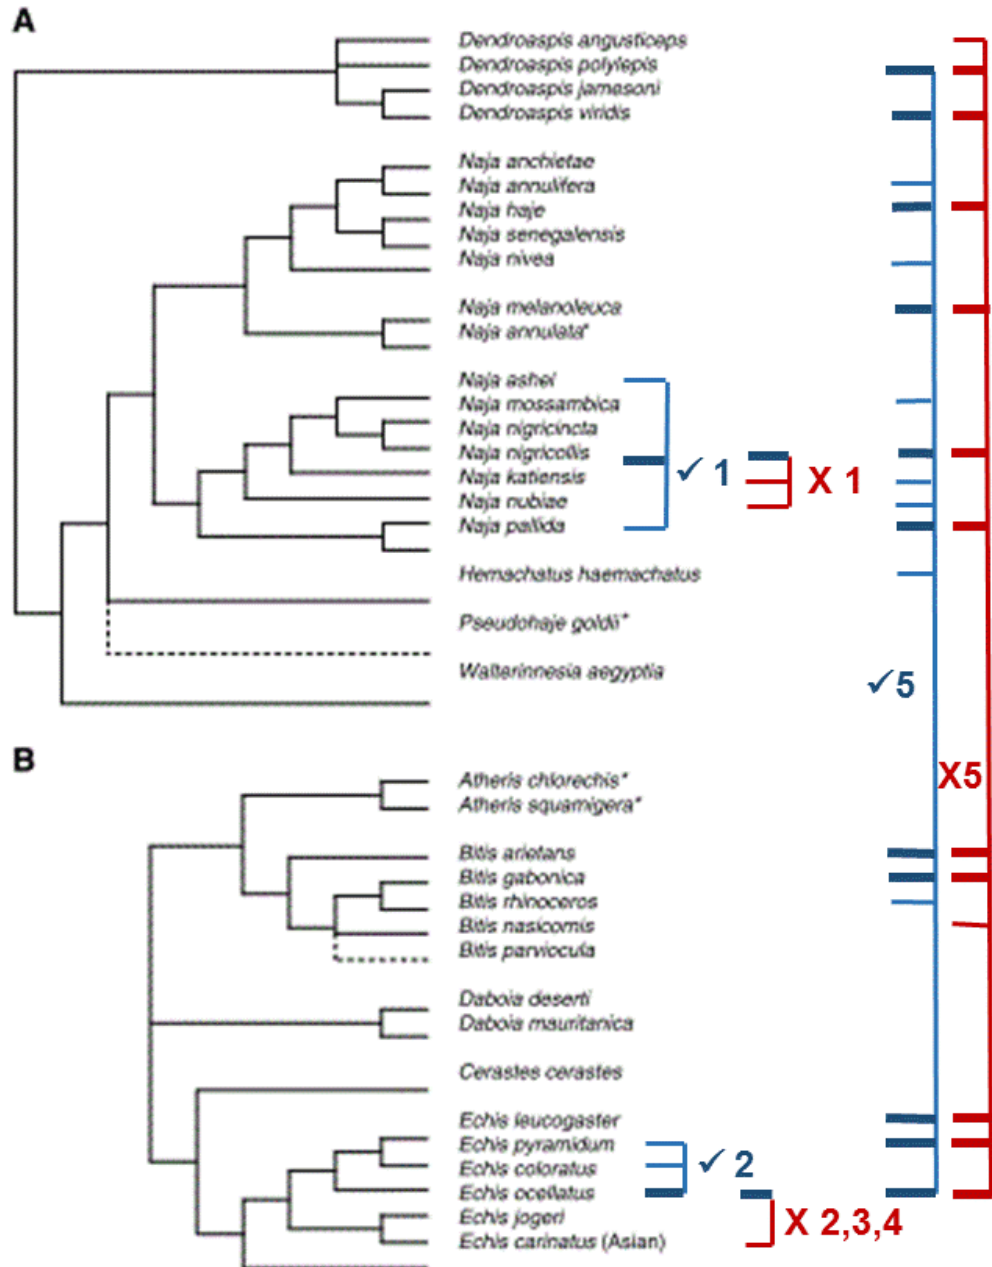 A
Dendroaspis angusticeps
Dendroaspis polylepis
Dendroaspis jamesoni
Dendroaspis viridis
Naja anchietae
Naja annulifera
Naja haje
Naja senegalensis
Naja nivea
Naja melanoleuca
Naja annulata*
Naja ashei
Naja mossambica
Naja nigricincta
Naja nigricollis
Naja katiensis
Naja nubiae
Naja pallida
✓ 1
X 1
Hemachatus haemachatus
Pseudohaje goldii*
Walterinnesia aegyptia
✓5
X5
B
Atheris chlorechis*
Atheris squamigera*
Bitis arietans
Bitis gabonica
Bitis rhinoceros
Bitis nasicornis
Bitis parviocula
Daboia deserti
Daboia mauritanica
Cerastes cerastes
Echis leucogaster
Echis pyramidum
Echis coloratus
Echis ocellatus
Echis jogeri
Echis carinatus (Asian)
✓ 2
X 2,3,4